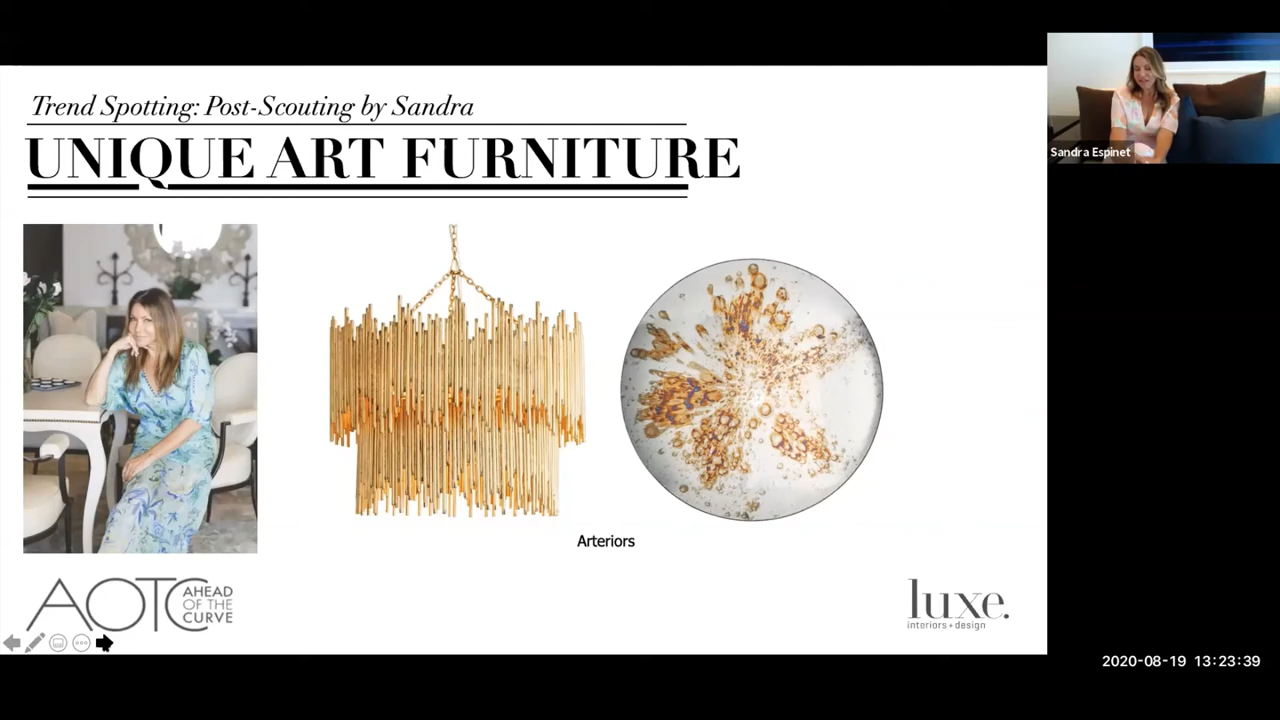 Trend Spotting: Post-Scouting by Sandra
UNIQUE ART FURNITURE
Sandra Espinet
Arteriors
AOTC AHEAD
OF THE
CURVE
luxe.
interiors+design
2020-08-19 13:23:39